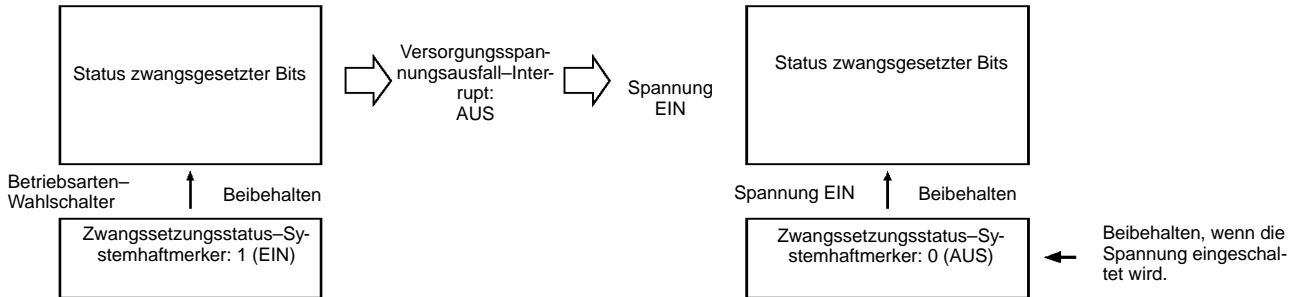 Status zwangsgesetzter Bits
Versorgungsspan-
nungsausfall–Inter-
rupt:
AUS
Spannung
EIN
Status zwangsgesetzter Bits
Betriebsarten–
Wahlschalter
Beibehalten
Spannung EIN
Beibehalten
Zwangssetzungsstatus–Sy-
stemhaftmerker: 1 (EIN)
Zwangssetzungsstatus–Sy-
stemhaftmerker: 0 (AUS)
Beibehalten, wenn die
Spannung eingeschal-
tet wird.